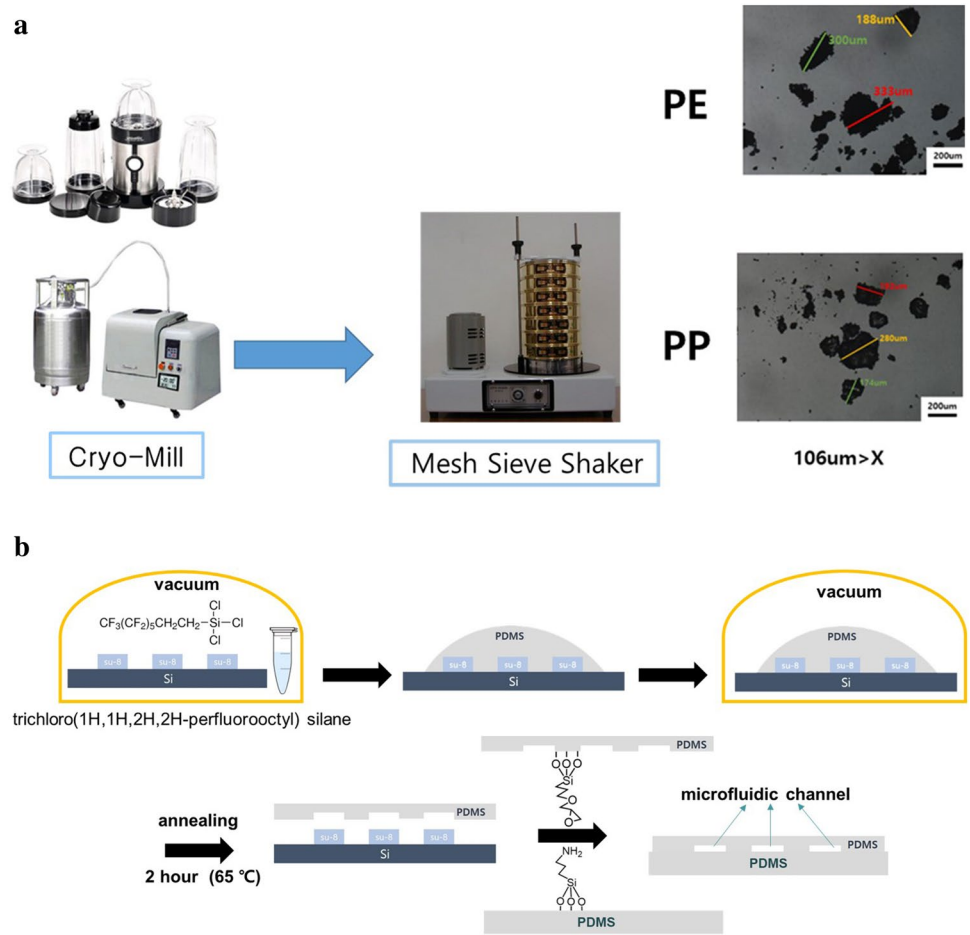 a
PE
188um
300um
333um
200um
PP
280um
174um
200um
Cryo-Mill
Mesh Sieve Shaker
106um>X
b
vacuum
Cl
CF3(CF2)5CH2CH2-Si-Cl
Cl
su-8 su-8 su-8
Si
trichloro(1H,1H,2H,2H-perfluorooctyl) silane
PDMS
su-8 su-8 su-8
Si
vacuum
PDMS
su-8 su-8 su-8
Si
annealing
2 hour (65 ℃)
PDMS
su-8 su-8 su-8
Si
PDMS
O O O
Si
O
O
NH2
Si
O O O
PDMS
microfluidic channel
PDMS
PDMS